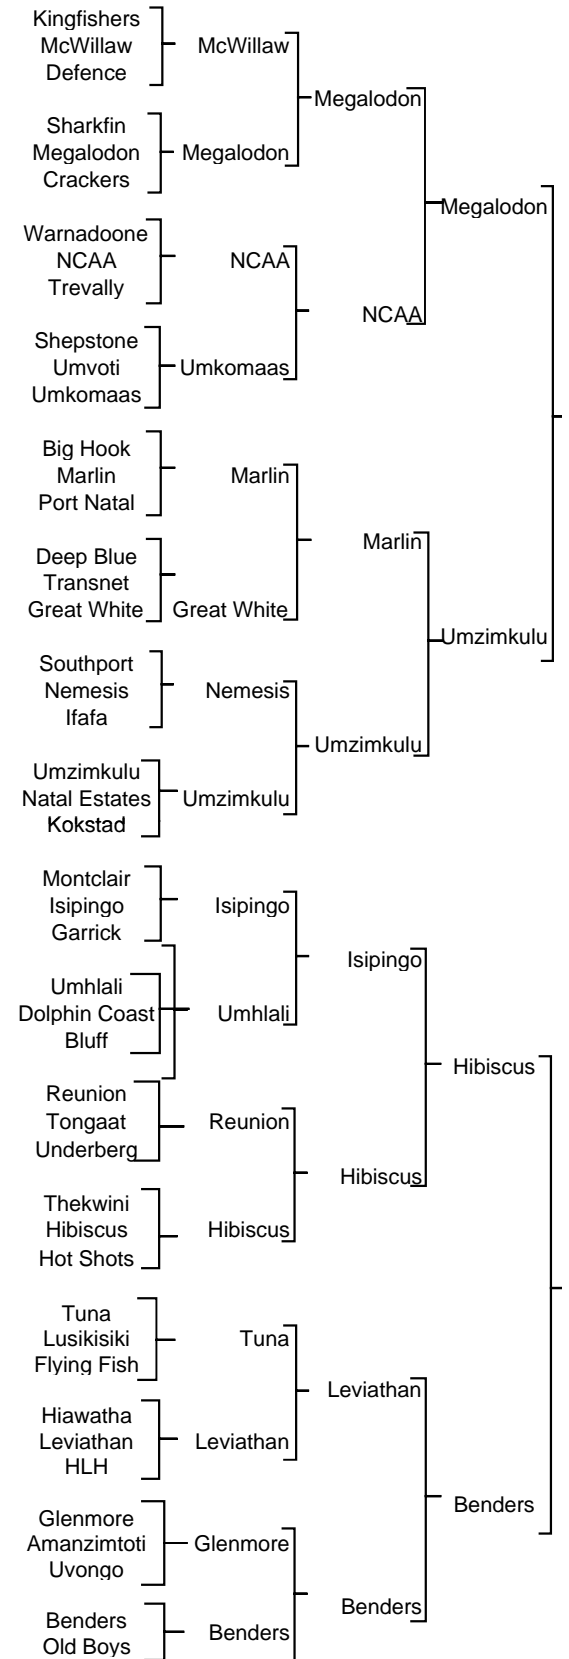 Kingfishers
McWillaw
Defence
McWillaw
Megalodon
Sharkfin
Megalodon
Crackers
Megalodon
Megalodon
Warnadoone
NCAA
Trevally
NCAA
NCAA
Shepstone
Umvoti
Umkomaas
Umkomaas
Big Hook
Marlin
Port Natal
Marlin
Marlin
Deep Blue
Transnet
Great White
Great White
Umzimkulu
Southport
Nemesis
Ifafa
Nemesis
Umzimkulu
Umzimkulu
Natal Estates
Kokstad
Umzimkulu
Montclair
Isipingo
Garrick
Isipingo
Isipingo
Umhlali
Dolphin Coast
Bluff
Umhlali
Hibiscus
Reunion
Tongaat
Underberg
Reunion
Hibiscus
Thekwini
Hibiscus
Hot Shots
Hibiscus
Tuna
Lusikisiki
Flying Fish
Tuna
Leviathan
Hiawatha
Leviathan
HLH
Leviathan
Benders
Glenmore
Amanzimtoti
Uvongo
Glenmore
Benders
Benders
Old Boys
Benders